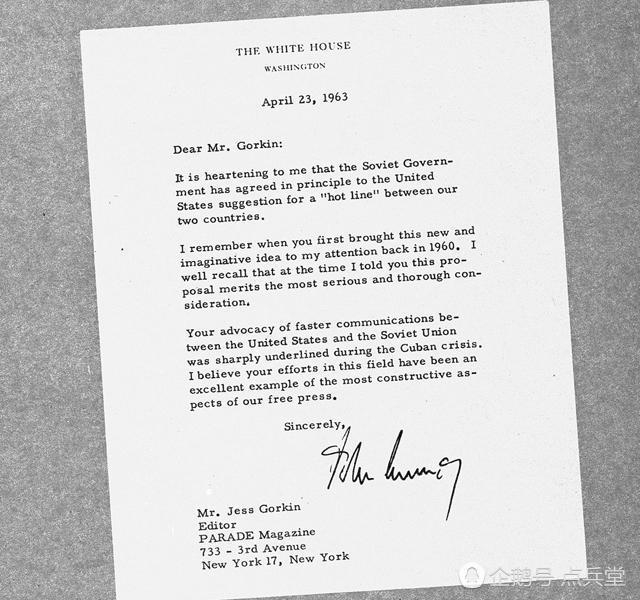 THE WHITE HOUSE
WASHINGTON
April 23, 1963
Dear Mr. Gorkin:
It is heartening to me that the Soviet Govern-
ment has agreed in principle to the United
States suggestion for a "hot line" between our
two countries.
I remember when you first brought this new and
imaginative idea to my attention back in 1960. I
well recall that at the time I told you this pro-
posal merits the most serious and thorough con-
sideration.
Your advocacy of faster communications be-
tween the United States and the Soviet Union
was sharply underlined during the Cuban crisis.
I believe your efforts in this field have been an
excellent example of the most constructive as-
pects of our free press.
Sincerely,
Mr. Jess Gorkin
Editor
PARADE Magazine
733 - 3rd Avenue
New York 17, New York
企鹅号 点兵堂